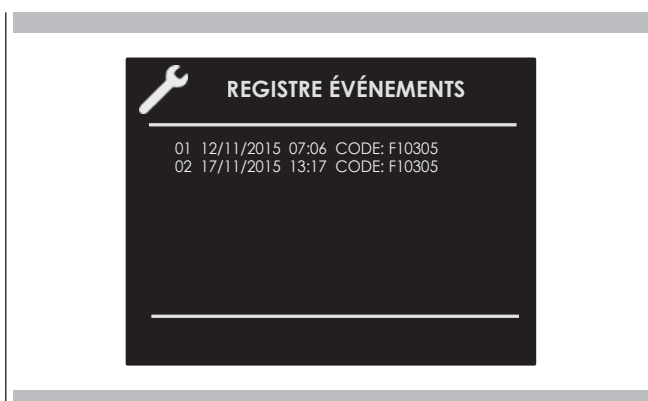 REGISTRE ÉVÉNEMENTS
01 12/11/2015 07:06 CODE: F10305
02 17/11/2015 13:17 CODE: F10305